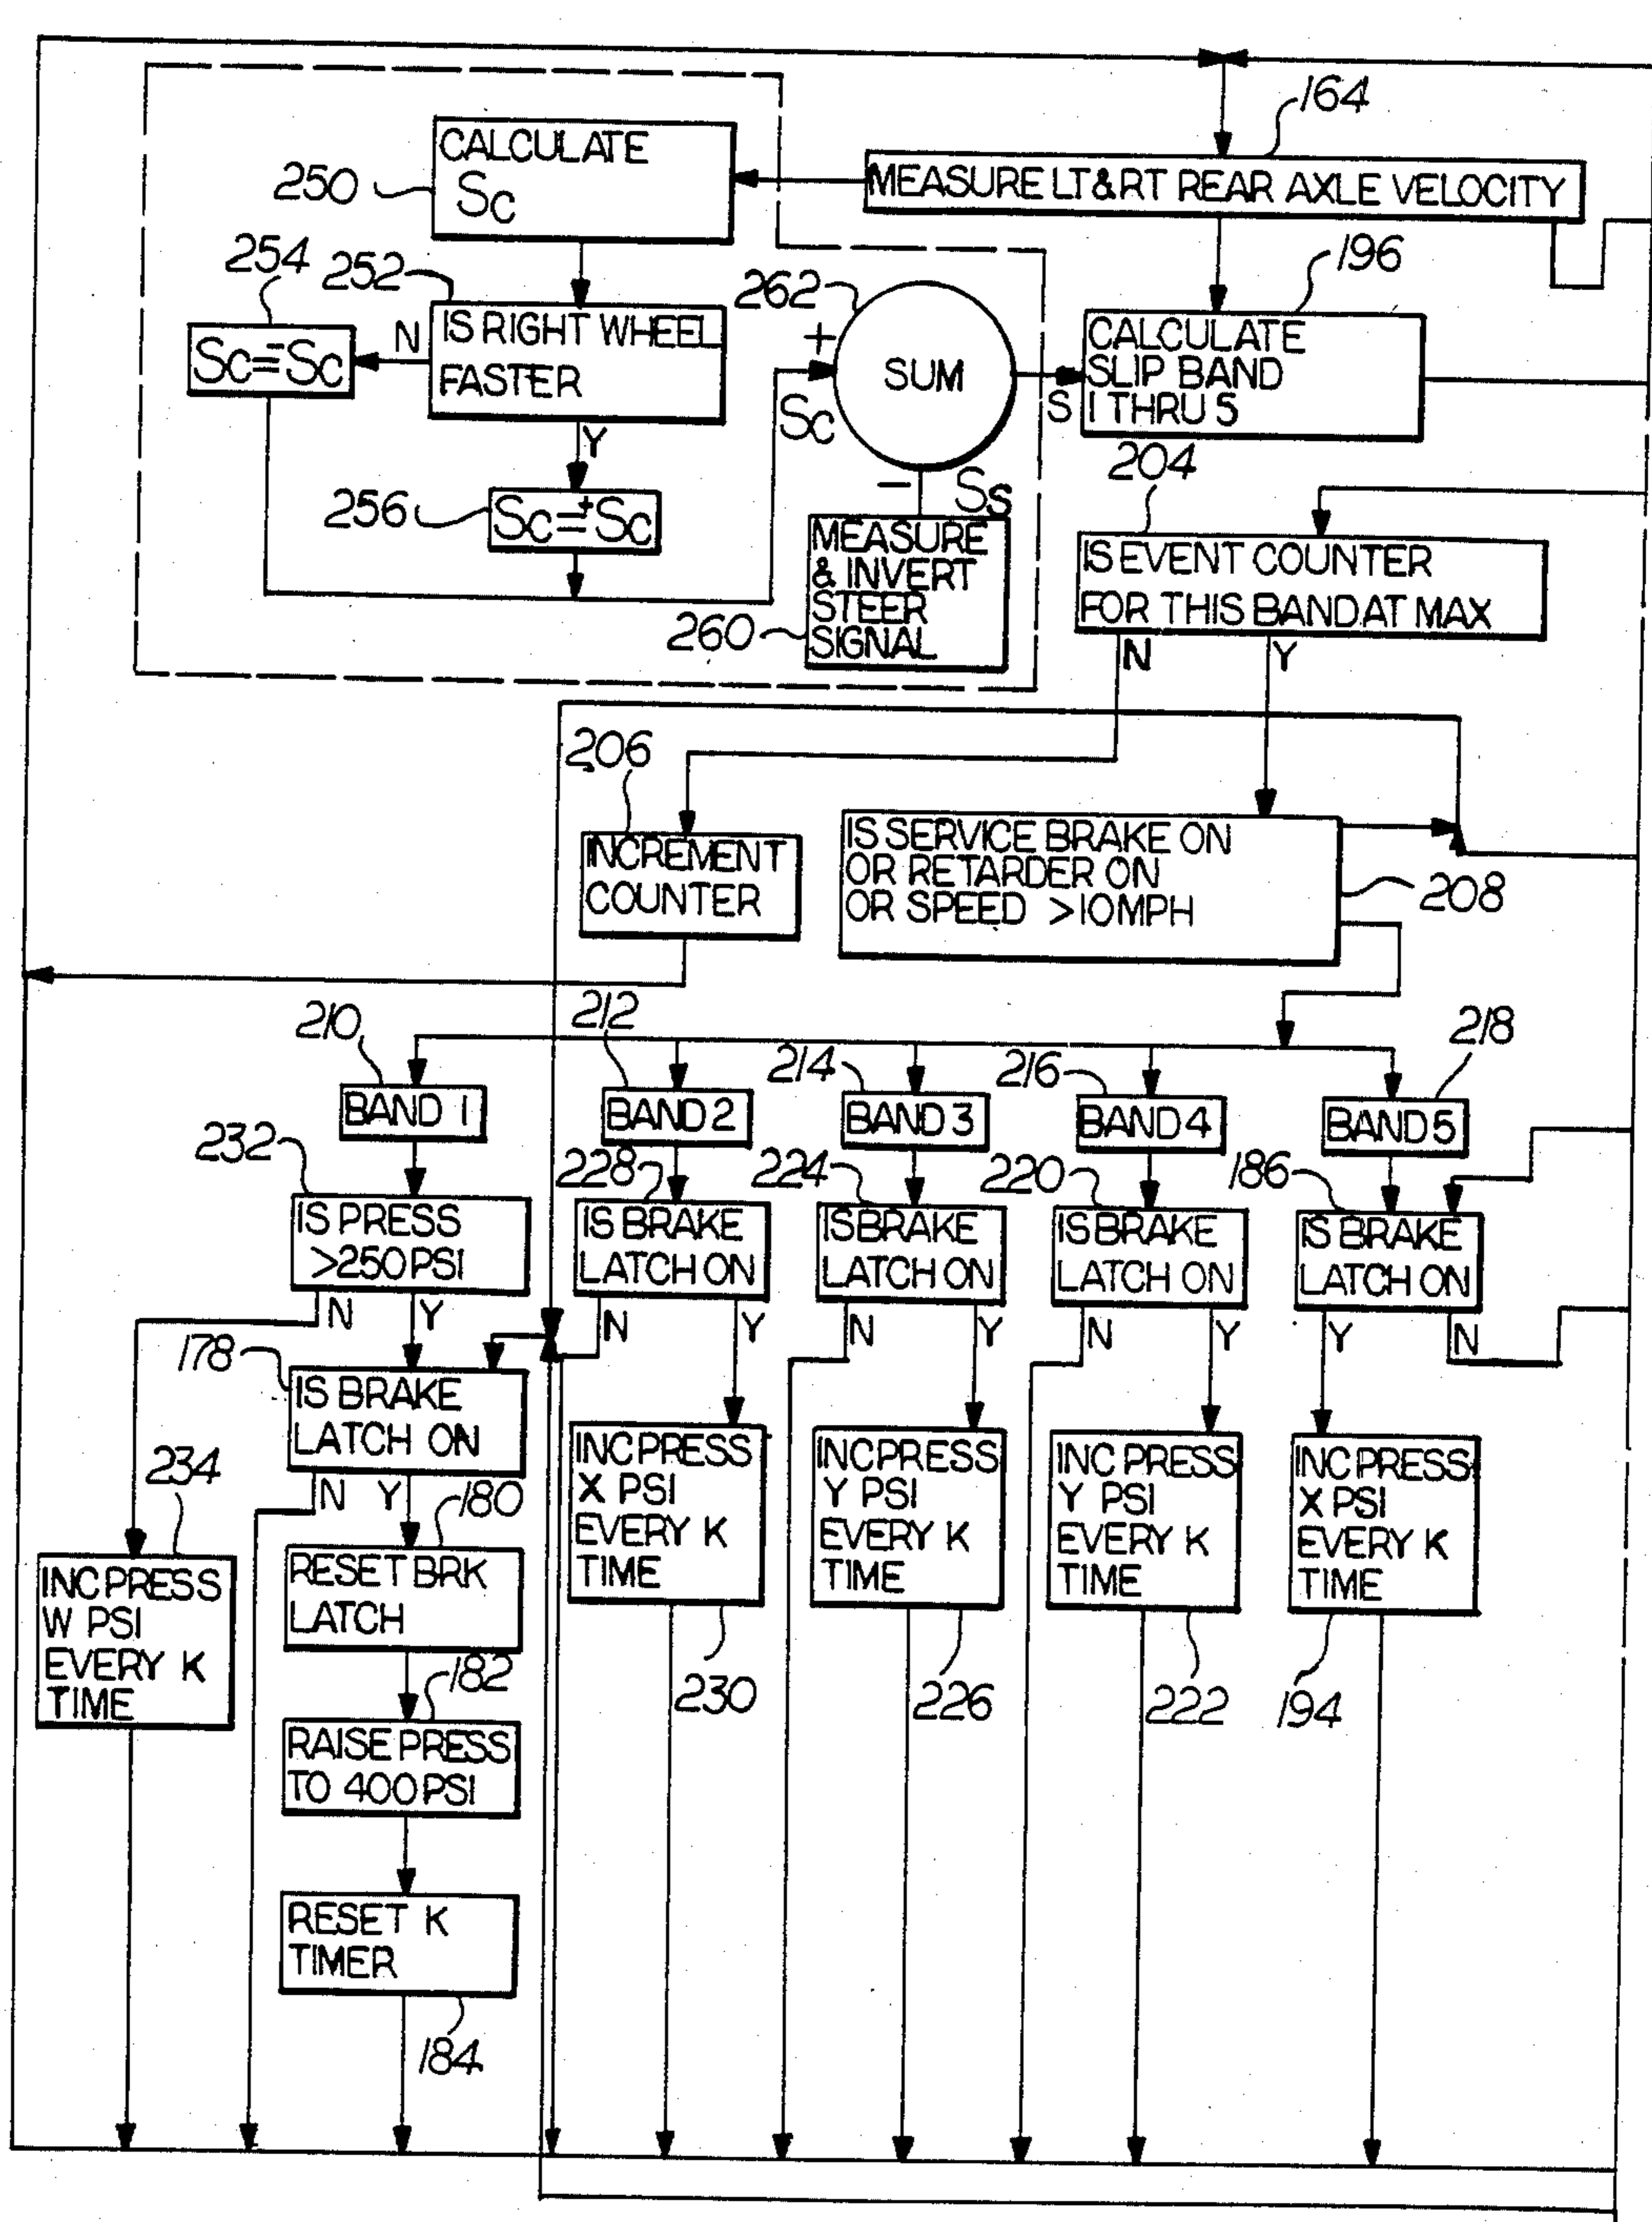 164
CALCULATE
Sc
250
MEASURE LT & RT REAR AXLE VELOCITY
254
252
262
196
N
IS RIGHT WHEEL
FASTER
Sc=-Sc
+
Sc
SUM
S
CALCULATE
SLIP BAND
1 THRU 5
Y
256
Sc=+Sc
-
Ss
204
MEASURE
& INVERT
STEER
SIGNAL
260
IS EVENT COUNTER
FOR THIS BAND AT MAX
N
Y
206
INCREMENT
COUNTER
IS SERVICE BRAKE ON
OR RETARDER ON
OR SPEED >10MPH
208
210
212
214
216
218
BAND 1
BAND 2
BAND 3
BAND 4
BAND 5
232
228
224
220
186
IS PRESS
>250 PSI
IS BRAKE
LATCH ON
IS BRAKE
LATCH ON
IS BRAKE
LATCH ON
IS BRAKE
LATCH ON
N
Y
N
Y
N
Y
N
Y
Y
N
178
IS BRAKE
LATCH ON
234
N
Y
180
INC PRESS
X PSI
EVERY K
TIME
INC PRESS
Y PSI
EVERY K
TIME
INC PRESS
Y PSI
EVERY K
TIME
INC PRESS
X PSI
EVERY K
TIME
INC PRESS
W PSI
EVERY K
TIME
RESET BRK
LATCH
182
230
226
222
194
RAISE PRESS
TO 400 PSI
RESET K
TIMER
184